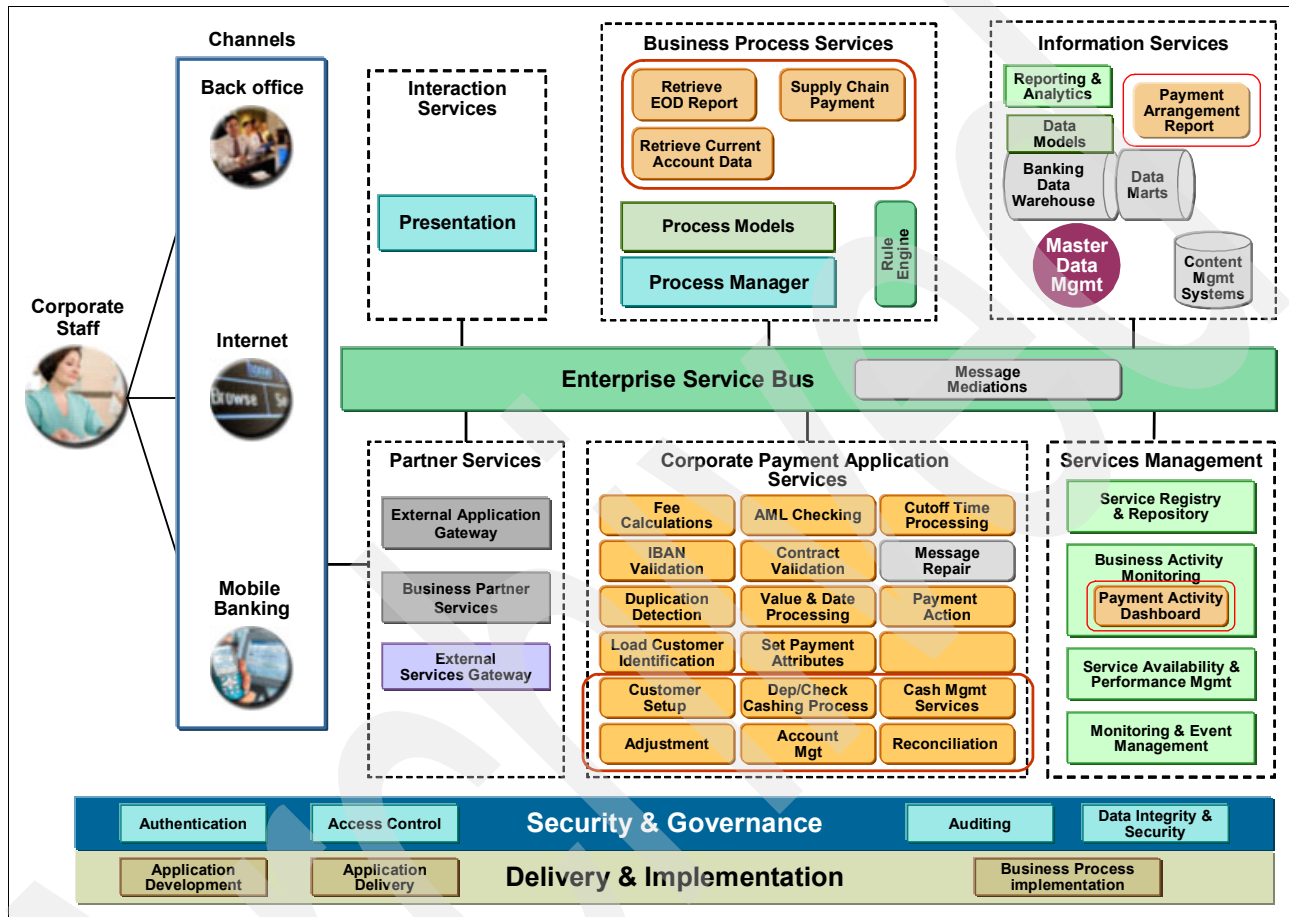 Channels
Back office
Internet
Mobile
Banking
Corporate
Staff
Interaction
Services
Presentation
Business Process Services
Retrieve
EOD Report
Supply Chain
Payment
Retrieve Current
Account Data
Process Models
Process Manager
Rule
Engine
Information Services
Reporting &
Analytics
Payment
Arrangement
Report
Data
Models
Banking
Data
Warehouse
Data
Marts
Master
Data
Mgmt
Content
Mgmt
Systems
Enterprise Service Bus
Message
Mediations
Partner Services
External Application
Gateway
Business Partner
Services
External
Services Gateway
Corporate Payment Application
Services
Fee
Calculations
AML Checking
Cutoff Time
Processing
IBAN
Validation
Contract
Validation
Message
Repair
Duplication
Detection
Value & Date
Processing
Payment
Action
Load Customer
Identification
Set Payment
Attributes
Customer
Setup
Dep/Check
Cashing Process
Cash Mgmt
Services
Adjustment
Account
Mgt
Reconciliation
Services Management
Service Registry
& Repository
Business Activity
Monitoring
Payment Activity
Dashboard
Service Availability &
Performance Mgmt
Monitoring & Event
Management
Authentication
Access Control
Security & Governance
Auditing
Data Integrity &
Security
Application
Development
Application
Delivery
Delivery & Implementation
Business Process
implementation